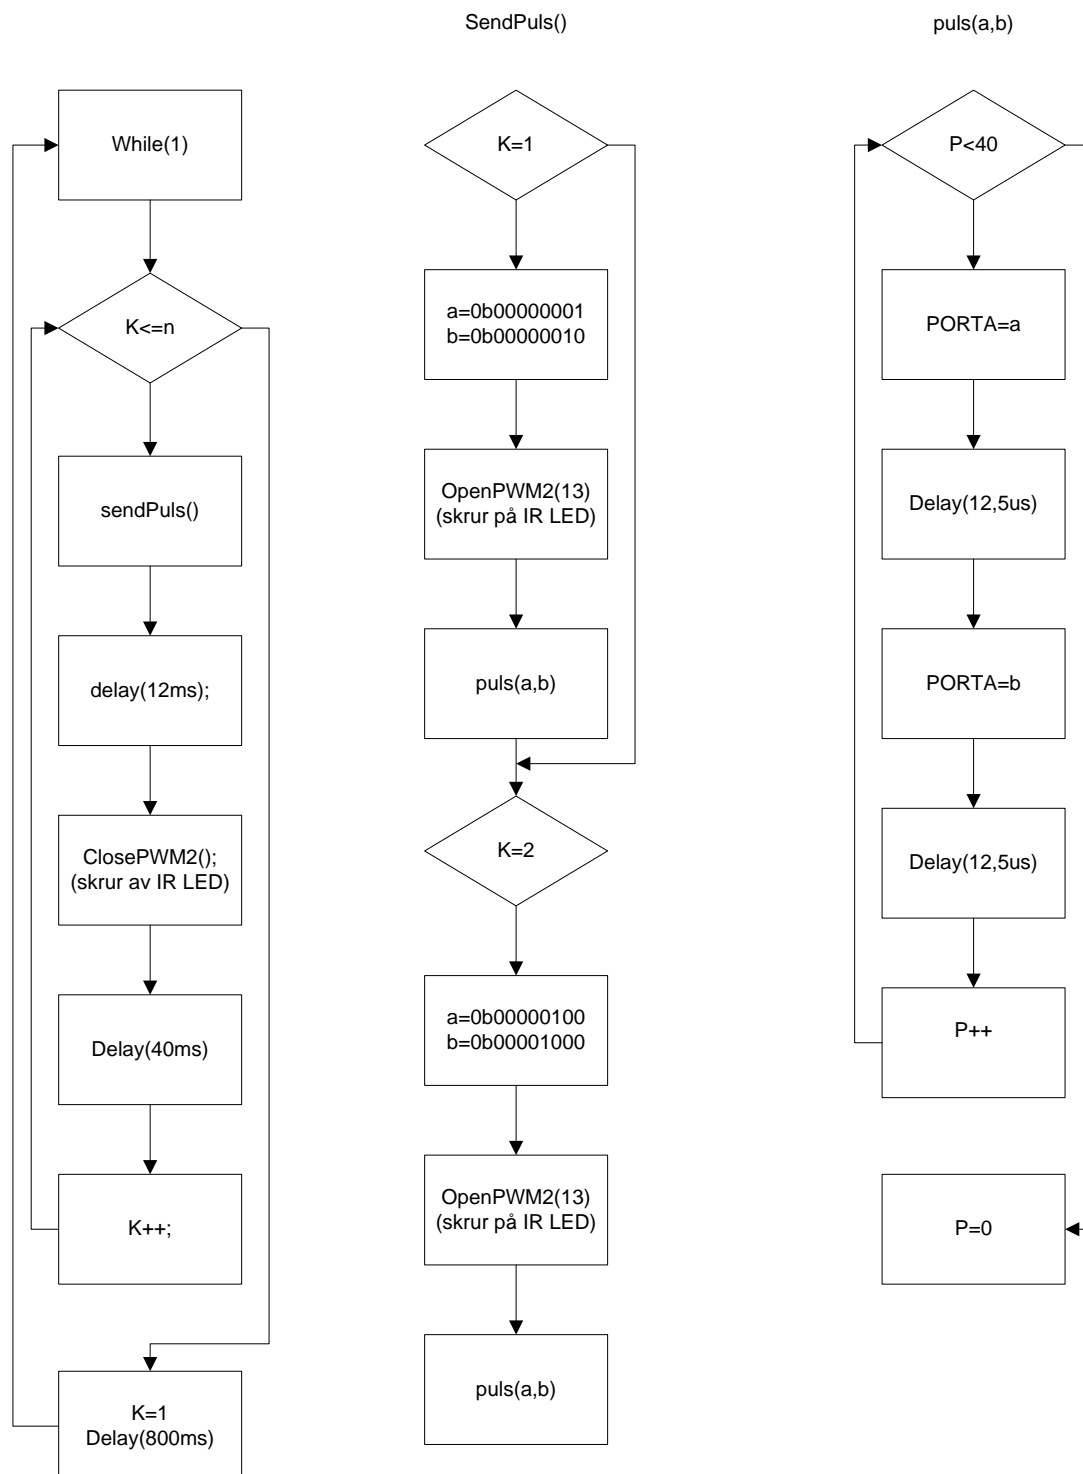 SendPuls()
puls(a,b)
While(1)
K<=n
sendPuls()
delay(12ms);
ClosePWM2();
(skrur av IR LED)
Delay(40ms)
K++;
K=1
Delay(800ms)
K=1
a=0b00000001
b=0b00000010
OpenPWM2(13)
(skrur på IR LED)
puls(a,b)
K=2
a=0b00000100
b=0b00001000
OpenPWM2(13)
(skrur på IR LED)
puls(a,b)
P<40
PORTA=a
Delay(12,5us)
PORTA=b
Delay(12,5us)
P++
P=0